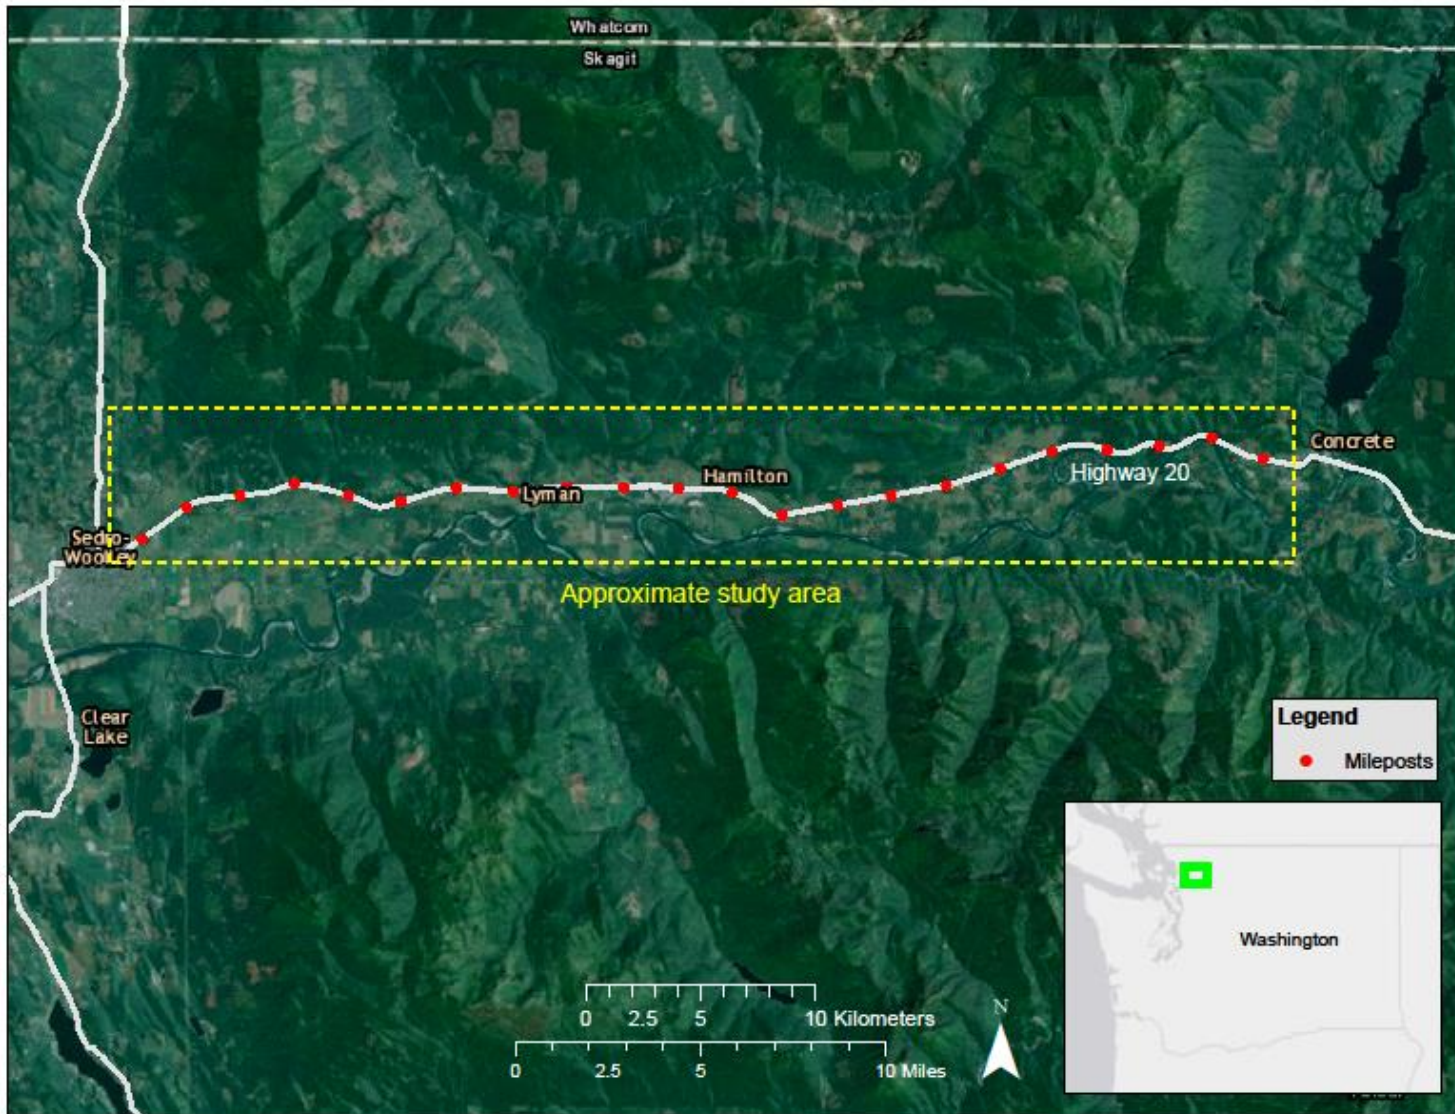 Whatcom
Skagit
Concrete
Hamilton
Highway 20
Lyman
Sedro-
Woolley
Approximate study area
Clear
Lake
Legend
Mileposts
Washington
N
0 2.5 5 10 Kilometers
0 2.5 5 10 Miles